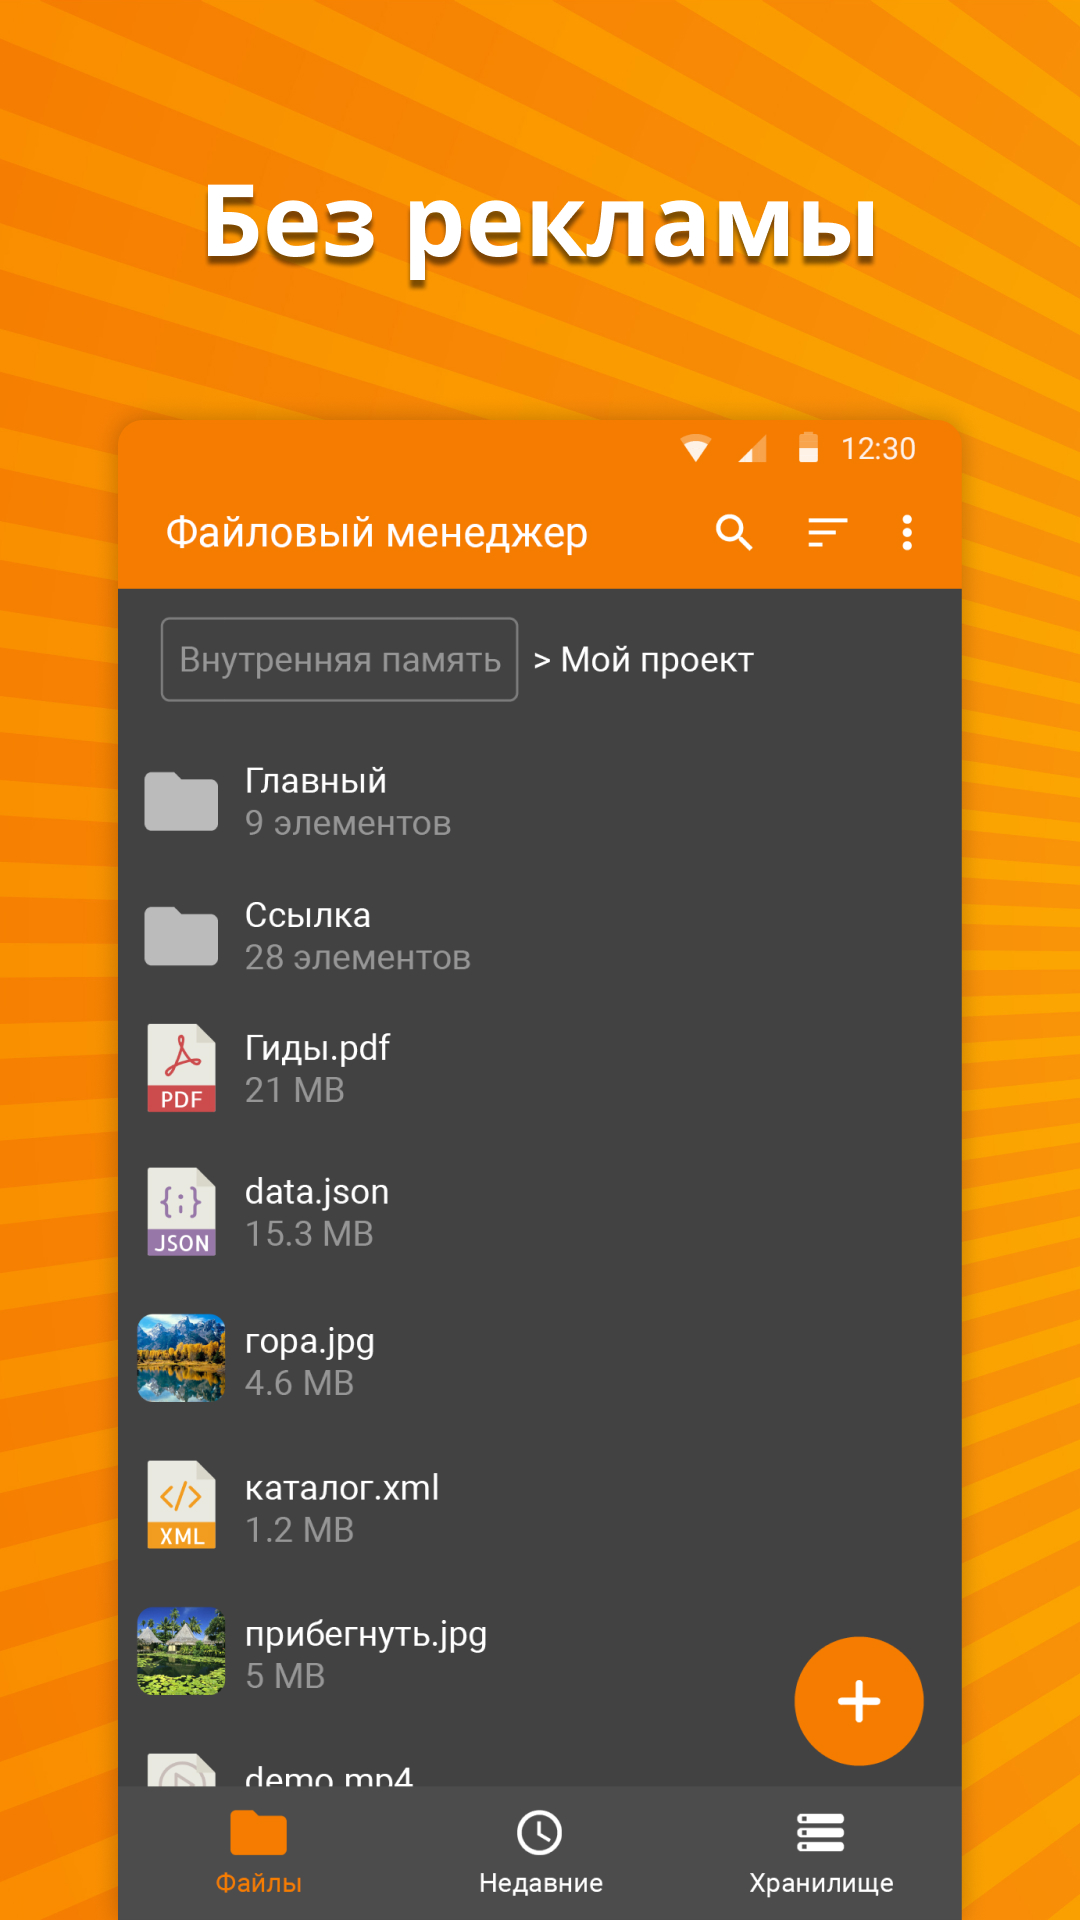 Без рекламы
12:30
Файловый менеджер
Внутренняя память > Мой проект
Главный
9 элементов
Ссылка
28 элементов
Гиды.pdf
21 MB
PDF
data.json
15.3 MB
JSON
гора.jpg
4.6 MB
каталог.xml
1.2 MB
XML
прибегнуть.jpg
5 MB
demo.mp4
Файлы
Недавние
Хранилище